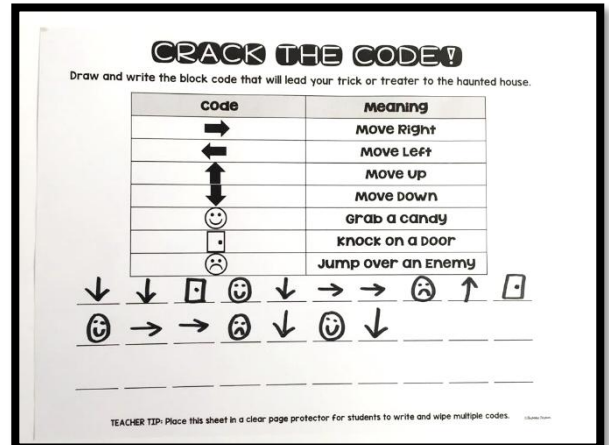 CRACK THE CODE!
Draw and write the block code that will lead your trick or treater to the haunted house.
Code Meaning
➡ Move Right
⬅ Move Left
⬆ Move Up
⬇ Move Down
☺ Grab a Candy
Knock on a Door
☹ Jump Over an Enemy
TEACHER TIP: Place this sheet in a clear page protector for students to write and wipe multiple codes.